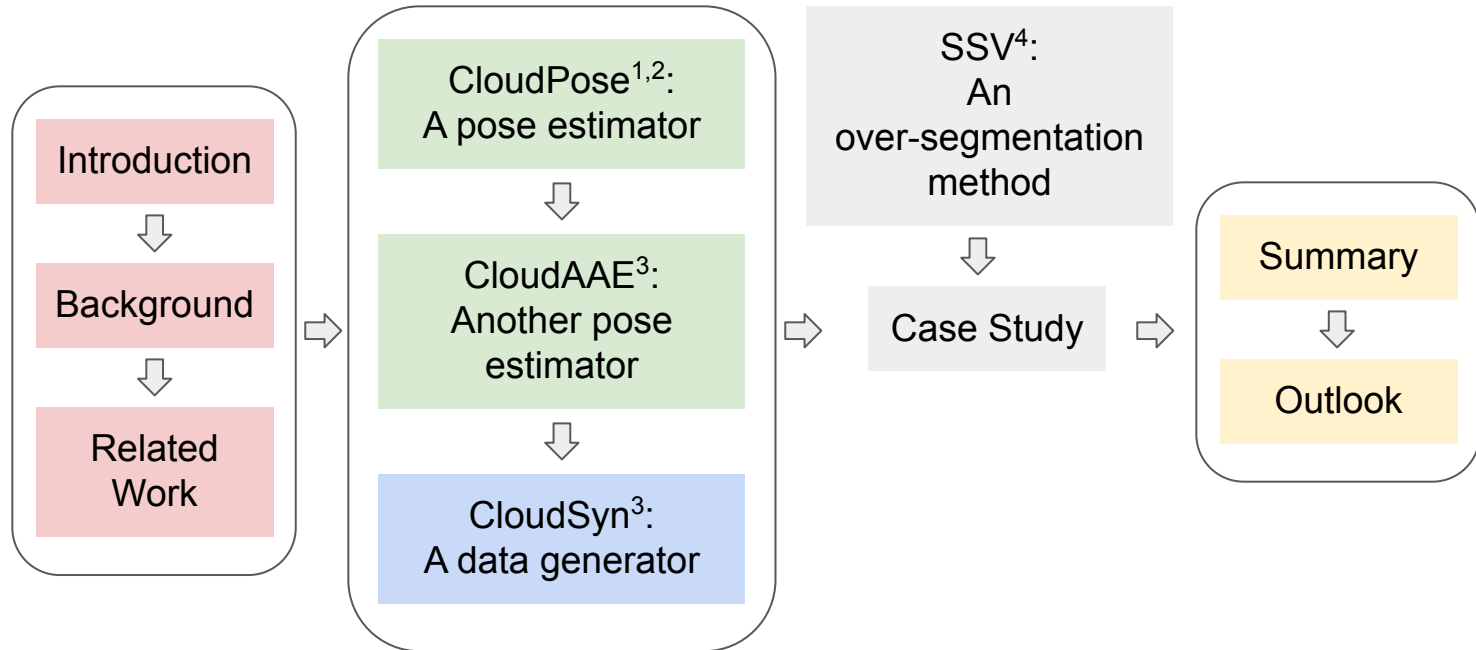 Introduction
Background
Related
Work
CloudPose¹,²:
A pose estimator
CloudAAE³:
Another pose
estimator
CloudSyn³:
A data generator
SSV⁴:
An
over-segmentation
method
Case Study
Summary
Outlook